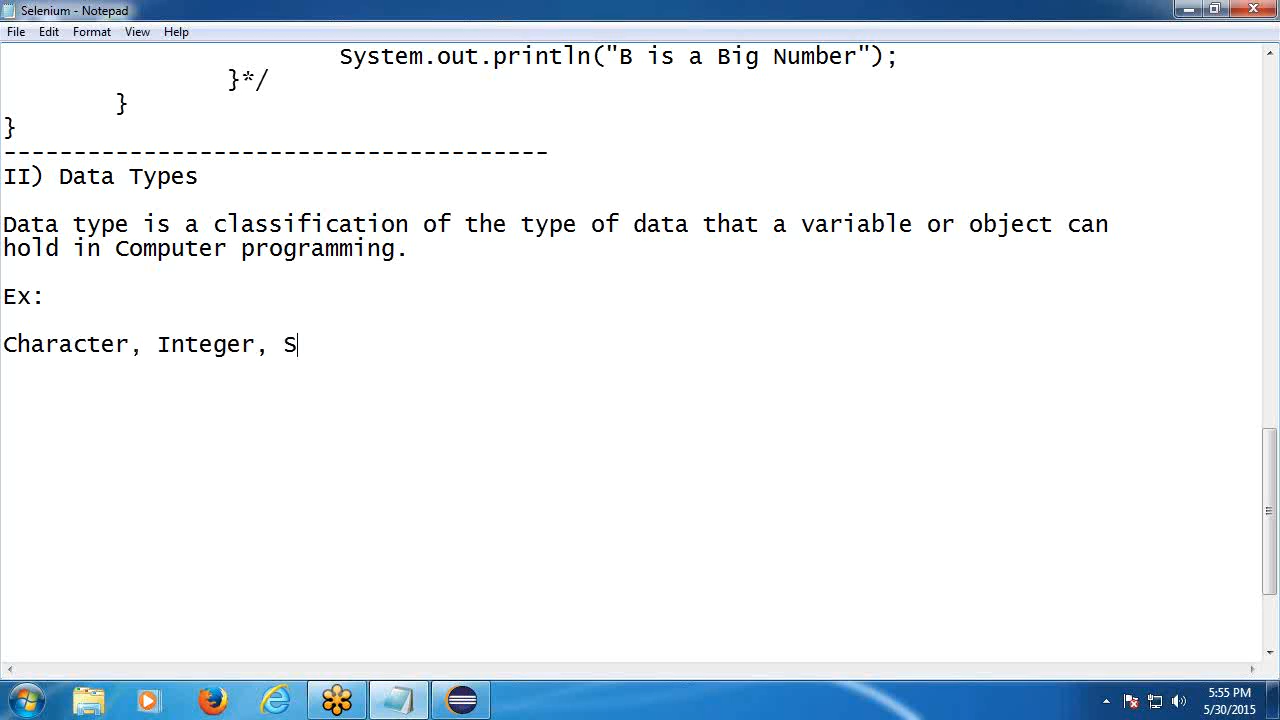 Selenium - Notepad
File Edit Format View Help
System.out.println("B is a Big Number");
}*/
}
}
---------------------------------------
II) Data Types
Data type is a classification of the type of data that a variable or object can
hold in Computer programming.
Ex:
Character, Integer, S
5:55 PM
5/30/2015